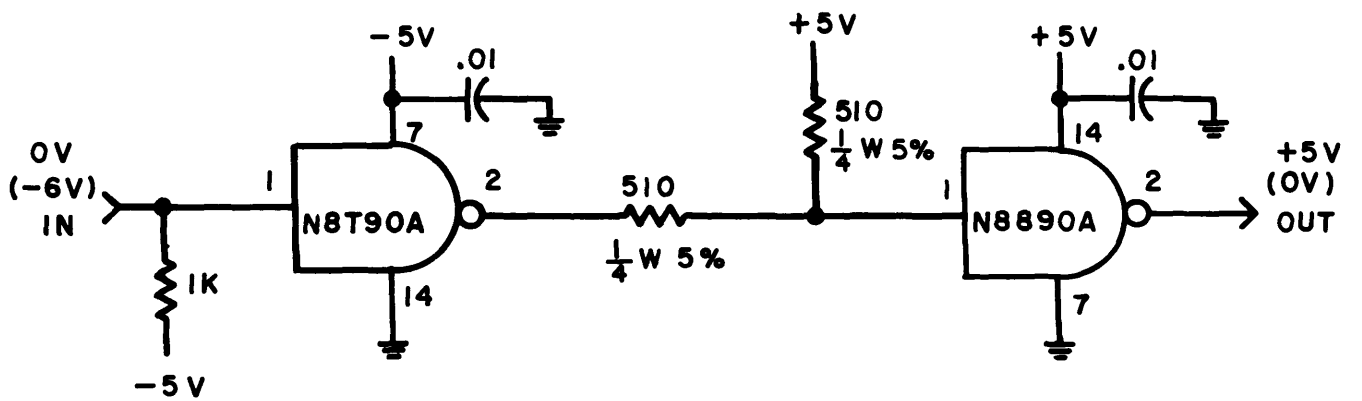 -5V
.01
7
0V
(-6V)
IN
1
N8T90A
2
1K
-5V
14
510
1/4 W 5%
+5V
510
1/4 W 5%
+5V
.01
14
1
N8890A
2
7
+5V
(0V)
OUT